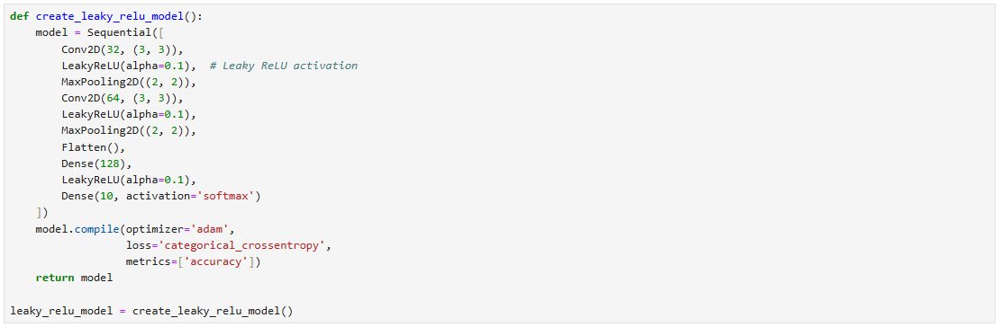 def create_leaky_relu_model():
    model = Sequential([
        Conv2D(32, (3, 3)),
        LeakyReLU(alpha=0.1),  # Leaky ReLU activation
        MaxPooling2D((2, 2)),
        Conv2D(64, (3, 3)),
        LeakyReLU(alpha=0.1),
        MaxPooling2D((2, 2)),
        Flatten(),
        Dense(128),
        LeakyReLU(alpha=0.1),
        Dense(10, activation='softmax')
    ])
    model.compile(optimizer='adam',
                  loss='categorical_crossentropy',
                  metrics=['accuracy'])
    return model

leaky_relu_model = create_leaky_relu_model()